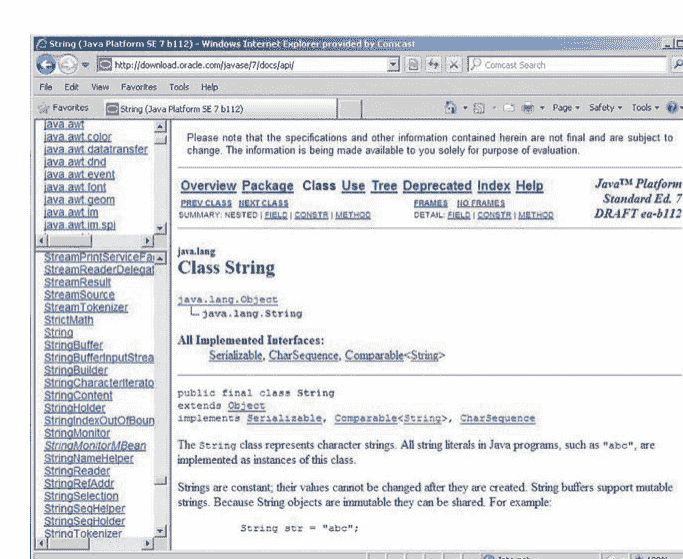 String (Java Platform SE 7 b112) - Windows Internet Explorer provided by Comcast
http://download.oracle.com/javase/7/docs/api/
Comcast Search
File Edit View Favorites Tools Help
Favorites
String (Java Platform SE 7 b112)
Page Safety Tools
java.awt
java.awt.color
java.awt.datatransfer
java.awt.dnd
java.awt.event
java.awt.font
java.awt.geom
java.awt.im
java.awt.im.spi
StreamPrintServiceFa
StreamReaderDelegat
StreamResult
StreamSource
StreamTokenizer
StrictMath
String
StringBuffer
StringBufferInputStrea
StringBuilder
StringCharacterIterato
StringContent
StringHolder
StringIndexOutOfBoun
StringMonitor
StringMonitorMBean
StringNameHelper
StringReader
StringRefAddr
StringSelection
StringSeqHelper
StringSeqHolder
StringTokenizer
Please note that the specifications and other information contained herein are not final and are subject to
change. The information is being made available to you solely for purpose of evaluation.
Overview Package Class Use Tree Deprecated Index Help
Java™ Platform
Standard Ed. 7
DRAFT ea-b112
PREV CLASS NEXT CLASS
FRAMES NO FRAMES
SUMMARY: NESTED | FIELD | CONSTR | METHOD
DETAIL: FIELD | CONSTR | METHOD
java.lang
Class String
java.lang.Object
java.lang.String
All Implemented Interfaces:
Serializable, CharSequence, Comparable<String>
public final class String
extends Object
implements Serializable, Comparable<String>, CharSequence
The String class represents character strings. All string literals in Java programs, such as "abc", are
implemented as instances of this class.
Strings are constant; their values cannot be changed after they are created. String buffers support mutable
strings. Because String objects are immutable they can be shared. For example:
String str = "abc";